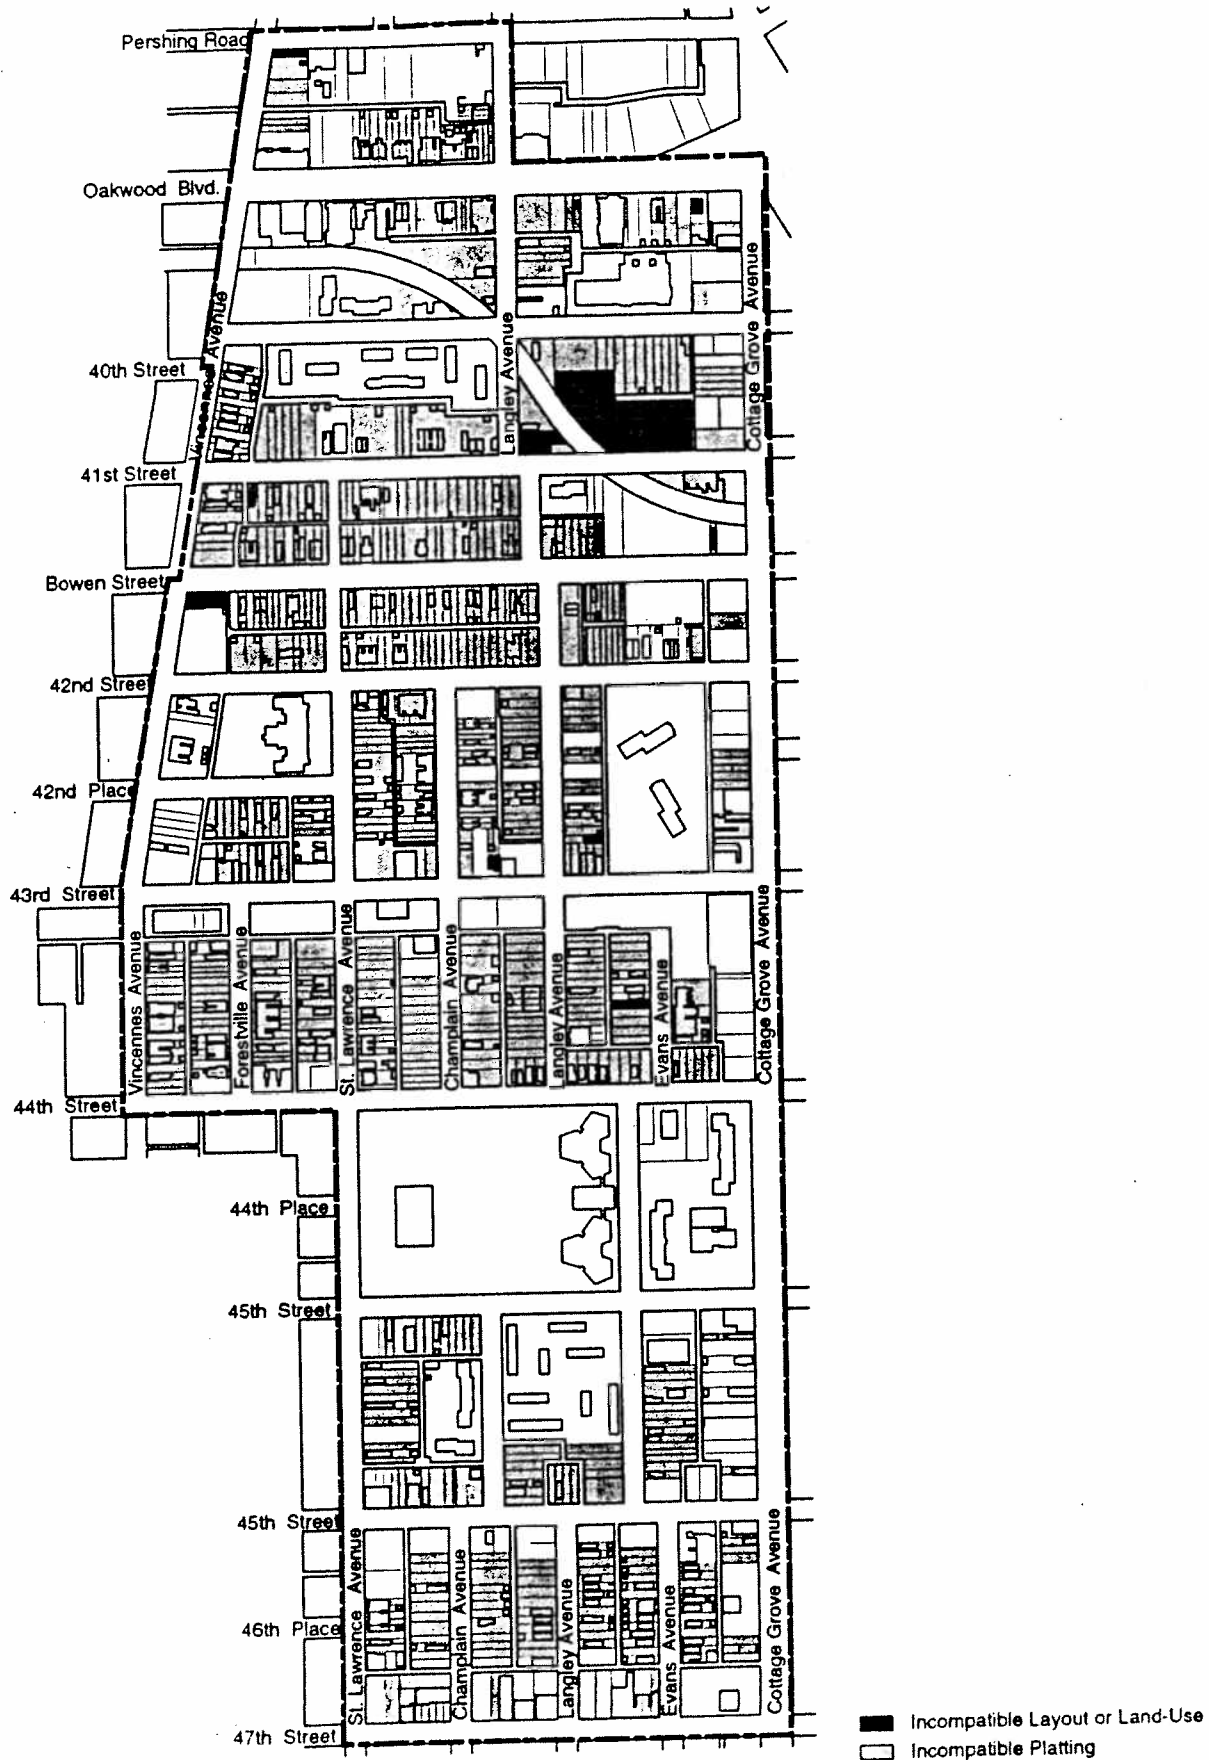 Pershing Road
Oakwood Blvd.
Vincennes Avenue
Langley Avenue
Cottage Grove Avenue
40th Street
41st Street
Bowen Street
42nd Street
42nd Place
43rd Street
Vincennes Avenue
Forestville Avenue
St. Lawrence Avenue
Champlain Avenue
Langley Avenue
Evans Avenue
Cottage Grove Avenue
44th Street
44th Place
45th Street
45th Street
St. Lawrence Avenue
Champlain Avenue
Langley Avenue
Evans Avenue
Cottage Grove Avenue
46th Place
47th Street
Incompatible Layout or Land-Use
Incompatible Platting